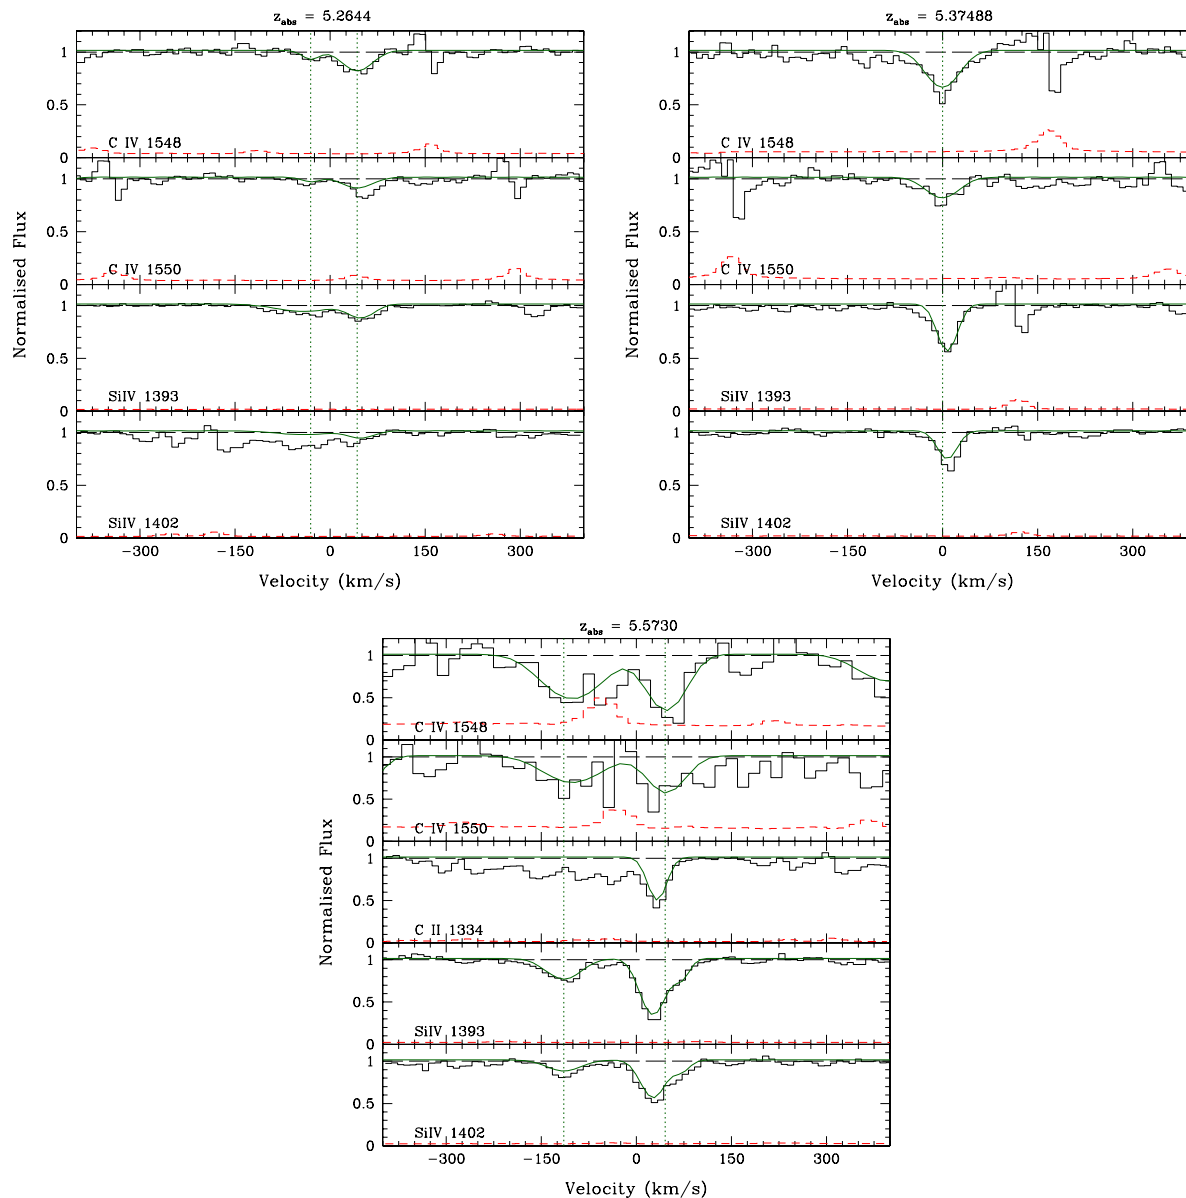 z_abs = 5.2644
z_abs = 5.37488
Normalised Flux
1
0.5
C IV 1548
0
1
0.5
C IV 1550
0
1
0.5
SiIV 1393
0
1
0.5
SiIV 1402
0
−300 −150 0 150 300
Velocity (km/s)
Normalised Flux
1
0.5
C IV 1548
0
1
0.5
C IV 1550
0
1
0.5
SiIV 1393
0
1
0.5
SiIV 1402
0
−300 −150 0 150 300
Velocity (km/s)
z_abs = 5.5730
Normalised Flux
1
0.5
C IV 1548
0
1
0.5
C IV 1550
0
1
0.5
C II 1334
0
1
0.5
SiIV 1393
0
1
0.5
SiIV 1402
0
−300 −150 0 150 300
Velocity (km/s)